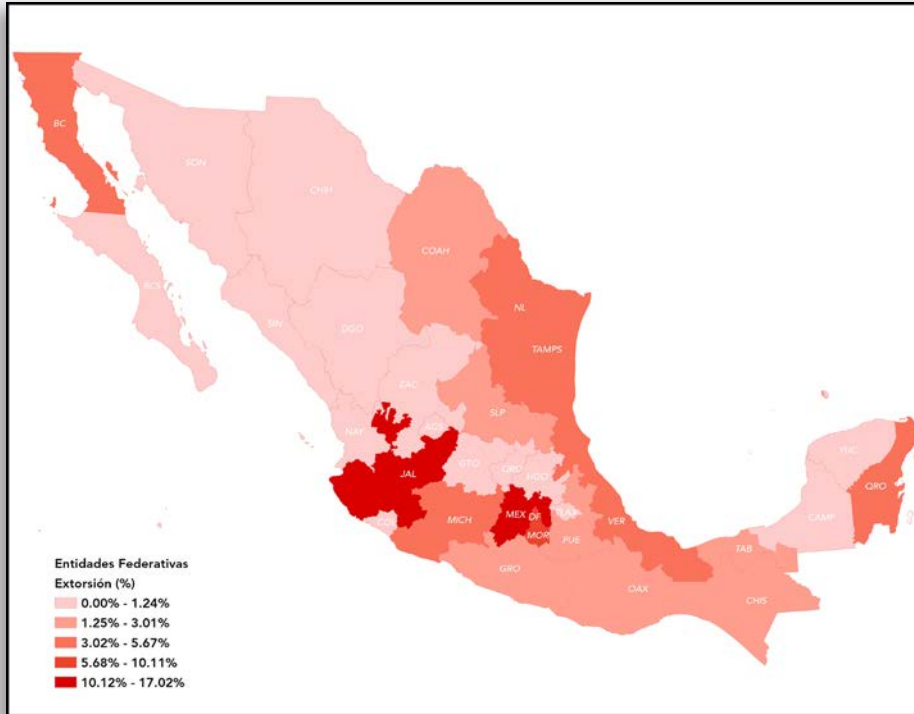 BC
SON
CHIH
COAH
BCS
NL
SIN
DGO
TAMPS
ZAC
SLP
NAY
AGS
YUC
JAL
GTO
QRO
HGO
QRO
CAMP
MICH
MEX
DF
TLAX
VER
COL
MOR
PUE
TAB
GRO
OAX
CHIS
Entidades Federativas
Extorsión (%)
0.00% - 1.24%
1.25% - 3.01%
3.02% - 5.67%
5.68% - 10.11%
10.12% - 17.02%